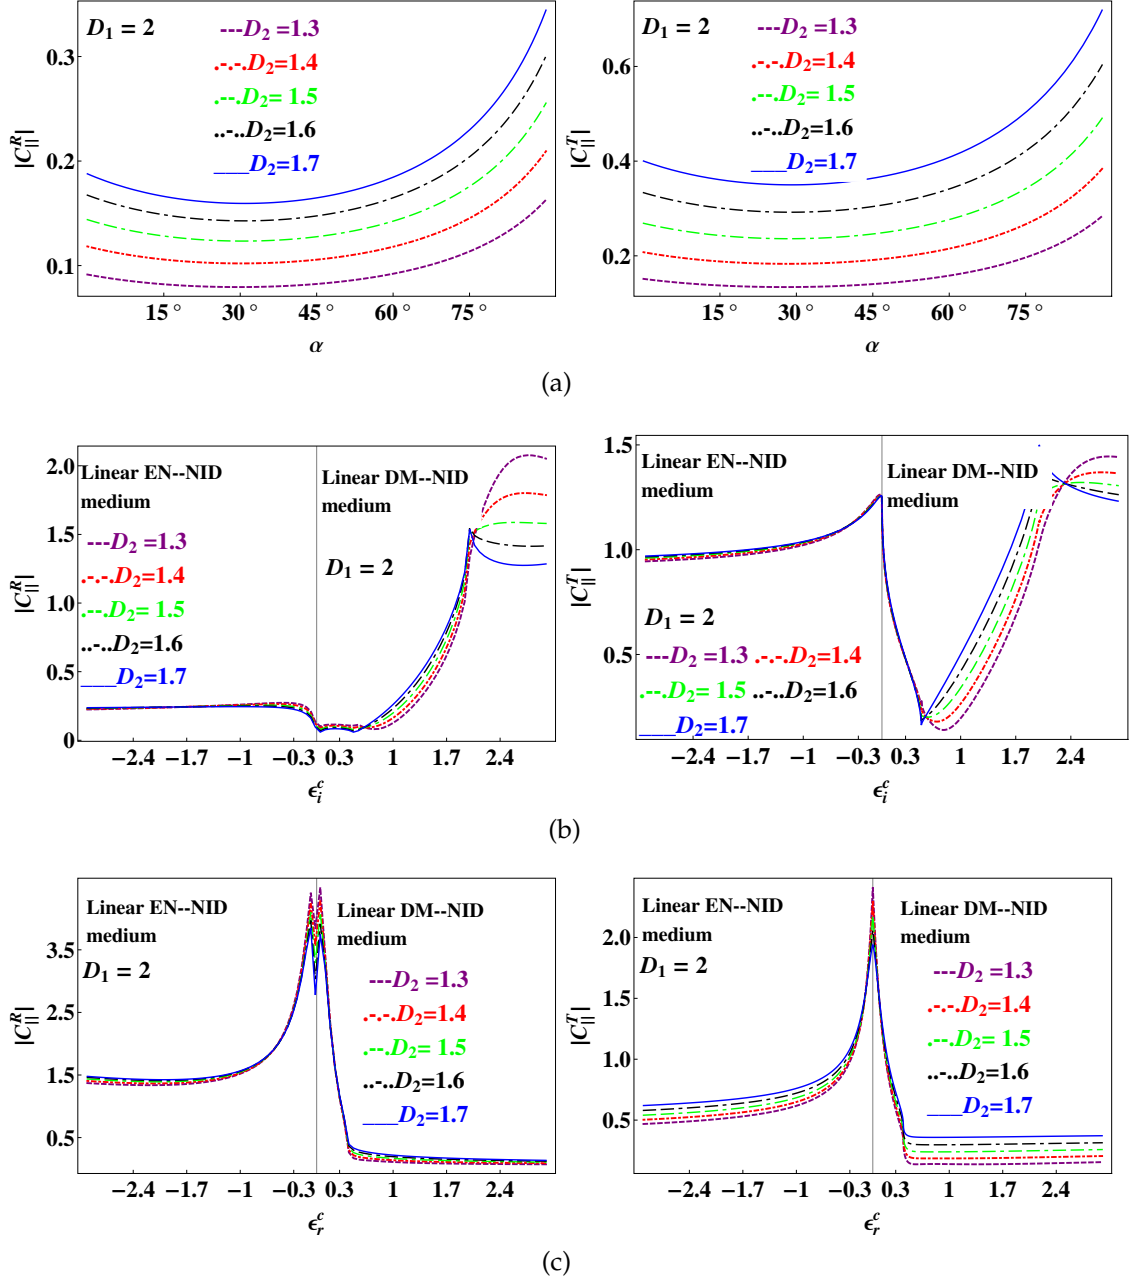 D₁ = 2
---D₂ =1.3
.-.-.D₂=1.4
.--.D₂= 1.5
..-..D₂=1.6
___D₂=1.7
|C||ᴿ|
0.3
0.2
0.1
15 ° 30 ° 45 ° 60 ° 75 °
α
D₁ = 2
---D₂ =1.3
.-.-.D₂=1.4
.--.D₂= 1.5
..-..D₂=1.6
___D₂=1.7
|C||ᵀ|
0.6
0.4
0.2
15 ° 30 ° 45 ° 60 ° 75 °
α
(a)
Linear EN--NID
medium
Linear DM--NID
medium
---D₂ =1.3
.-.-.D₂=1.4
.--.D₂= 1.5
..-..D₂=1.6
___D₂=1.7
D₁ = 2
|C||ᴿ|
2.0
1.5
1.0
0.5
0
−2.4 −1.7 −1 −0.3 0.3 1 1.7 2.4
ϵᵢᶜ
Linear EN--NID
medium
Linear DM--NID
medium
D₁ = 2
---D₂ =1.3 .-.-.D₂=1.4
.--.D₂= 1.5 ..-..D₂=1.6
___D₂=1.7
|C||ᵀ|
1.5
1.0
0.5
−2.4 −1.7 −1 −0.3 0.3 1 1.7 2.4
ϵᵢᶜ
(b)
Linear EN--NID
medium
D₁ = 2
Linear DM--NID
medium
---D₂ =1.3
.-.-.D₂=1.4
.--.D₂= 1.5
..-..D₂=1.6
___D₂=1.7
|C||ᴿ|
3.5
2.5
1.5
0.5
−2.4 −1.7 −1 −0.3 0.3 1 1.7 2.4
ϵᵣᶜ
Linear EN--NID
medium
D₁ = 2
Linear DM--NID
medium
---D₂ =1.3
.-.-.D₂=1.4
.--.D₂= 1.5
..-..D₂=1.6
___D₂=1.7
|C||ᵀ|
2.0
1.5
1.0
0.5
−2.4 −1.7 −1 −0.3 0.3 1 1.7 2.4
ϵᵣᶜ
(c)